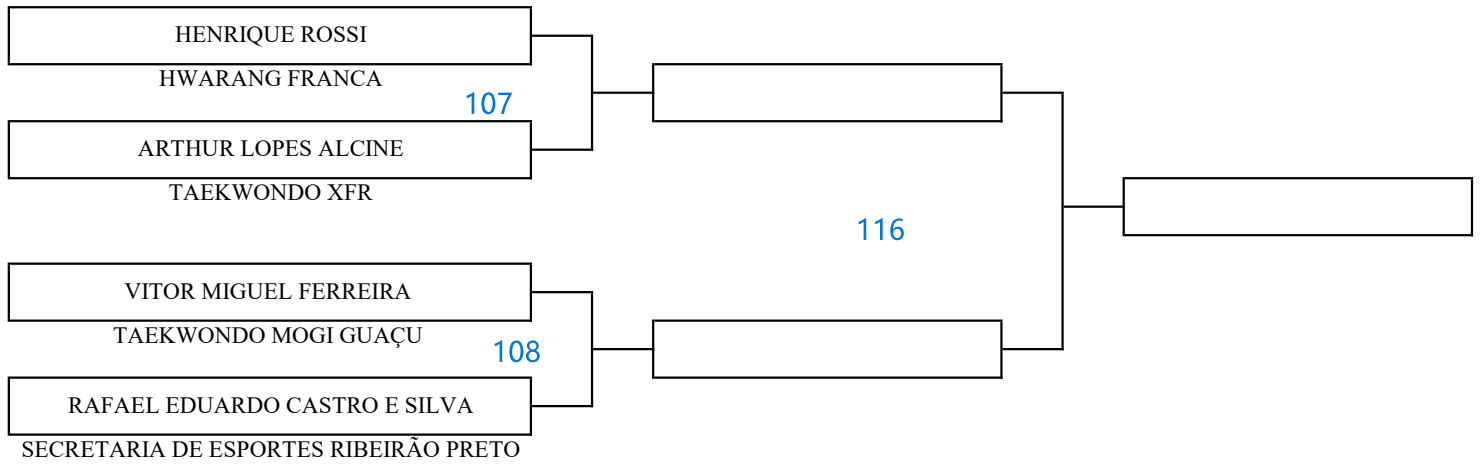 HENRIQUE ROSSI
HWARANG FRANCA
107
ARTHUR LOPES ALCINE
TAEKWONDO XFR
116
VITOR MIGUEL FERREIRA
TAEKWONDO MOGI GUAÇU
108
RAFAEL EDUARDO CASTRO E SILVA
SECRETARIA DE ESPORTES RIBEIRÃO PRETO